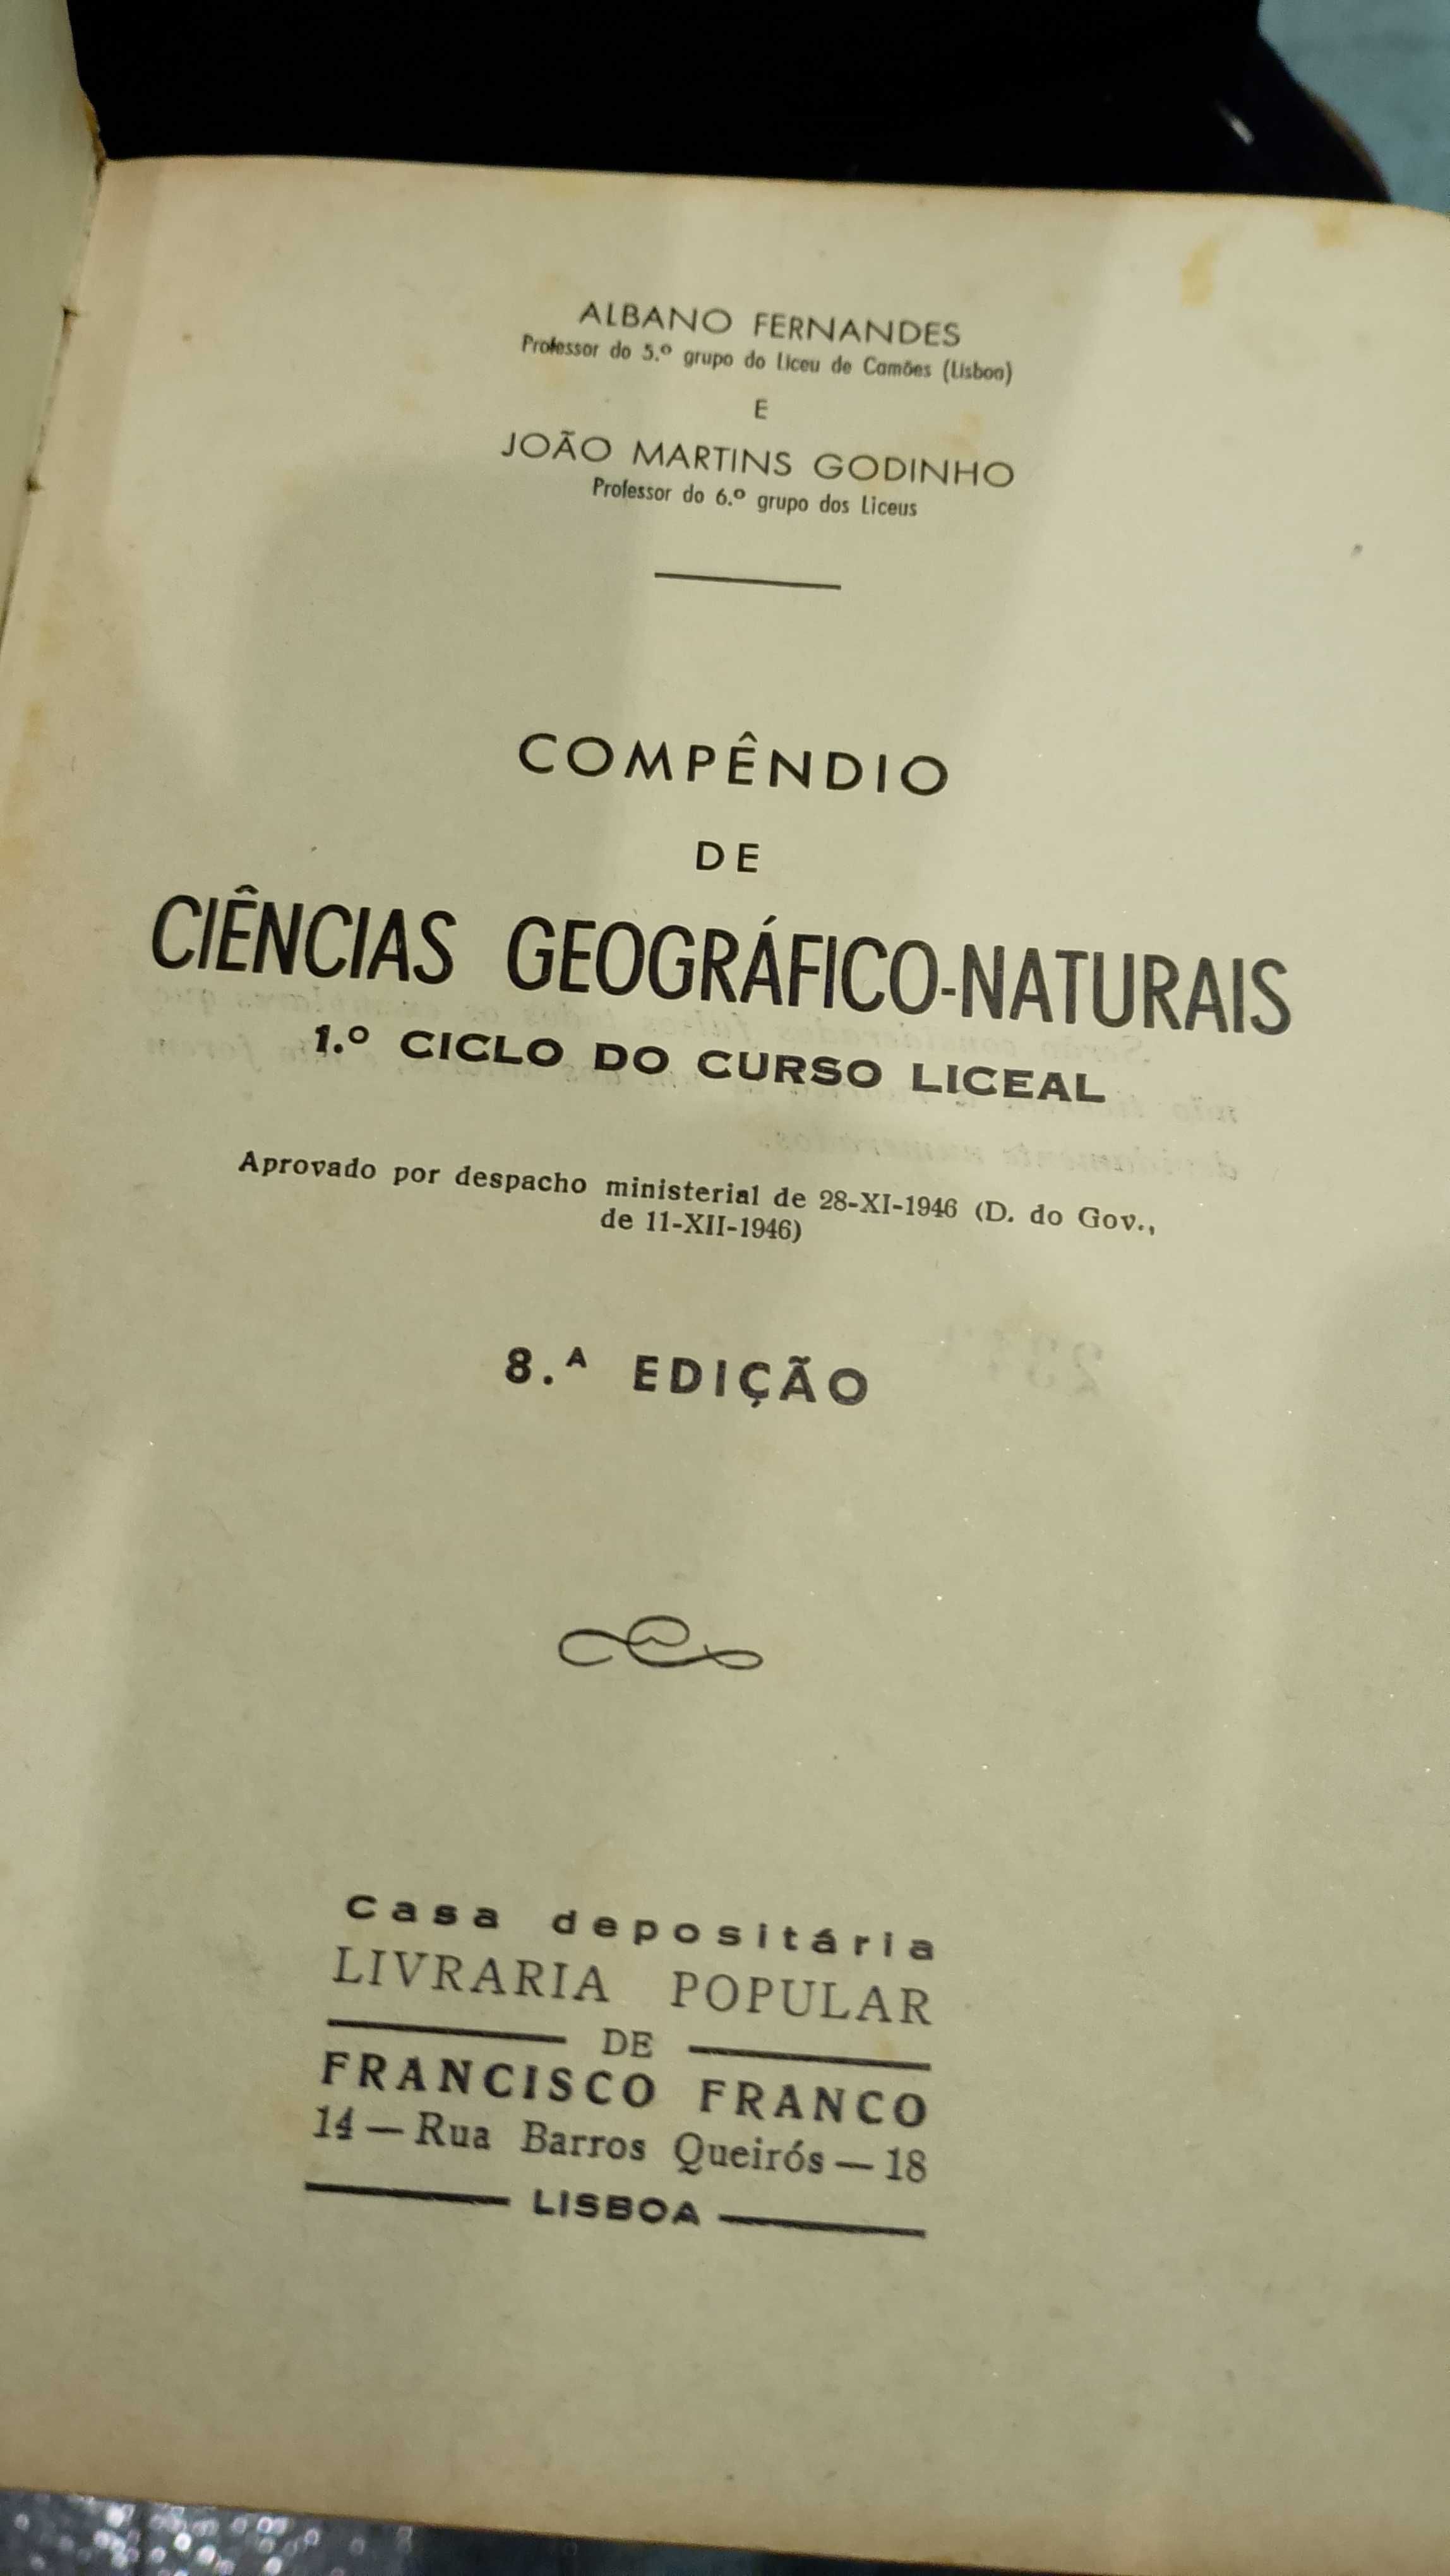 ALBANO FERNANDES
Professor do 5.º grupo do Liceu de Camões (Lisboa)
E
JOÃO MARTINS GODINHO
Professor do 6.º grupo dos Liceus
COMPÊNDIO
DE
CIÊNCIAS GEOGRÁFICO-NATURAIS
1.º CICLO DO CURSO LICEAL
Aprovado por despacho ministerial de 28-XI-1946 (D. do Gov.,
de 11-XII-1946)
8.ª EDIÇÃO
Casa depositária
LIVRARIA POPULAR
DE
FRANCISCO FRANCO
14 — Rua Barros Queirós — 18
LISBOA